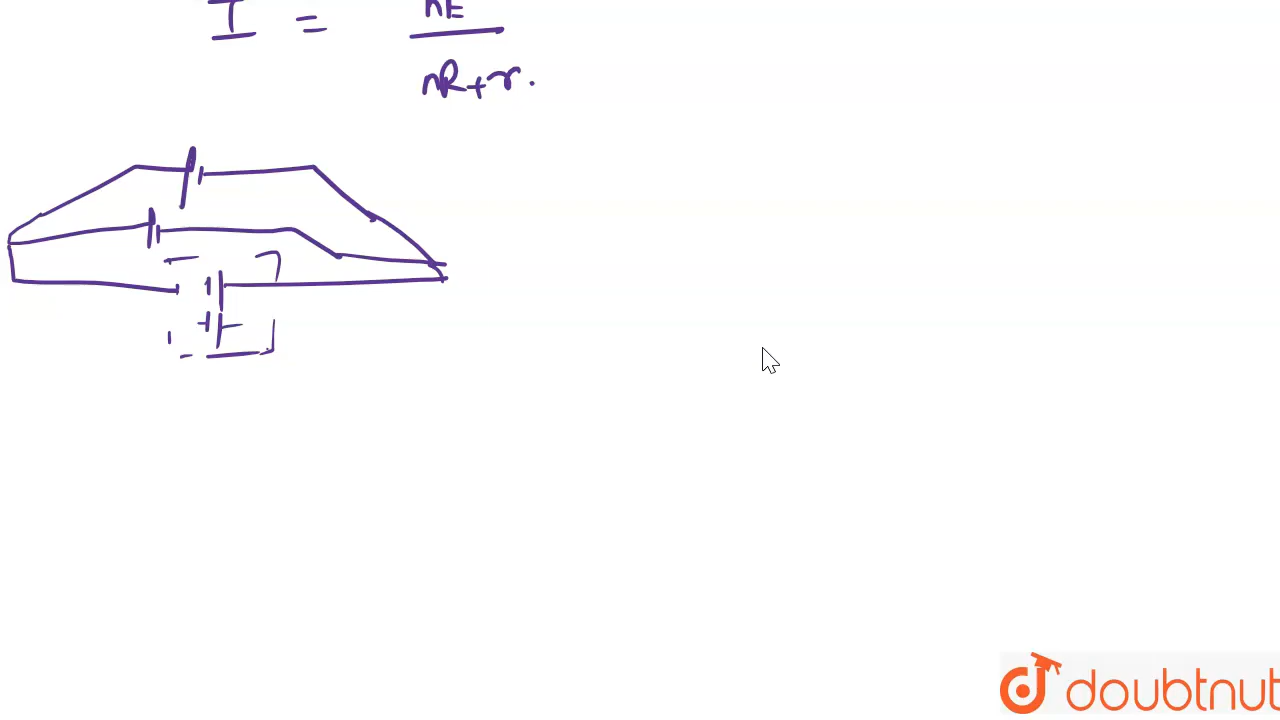 I = nE
nR+r.
doubtnut